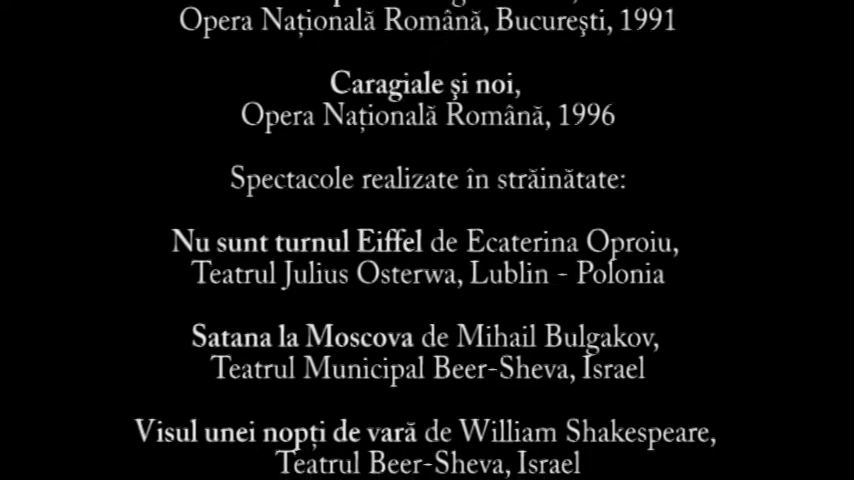 Opera Națională Română, Bucureşti, 1991
Caragiale şi noi,
Opera Națională Română, 1996
Spectacole realizate în străinătate:
Nu sunt turnul Eiffel de Ecaterina Oproiu,
Teatrul Julius Osterwa, Lublin - Polonia
Satana la Moscova de Mihail Bulgakov,
Teatrul Municipal Beer-Sheva, Israel
Visul unei nopți de vară de William Shakespeare,
Teatrul Beer-Sheva, Israel